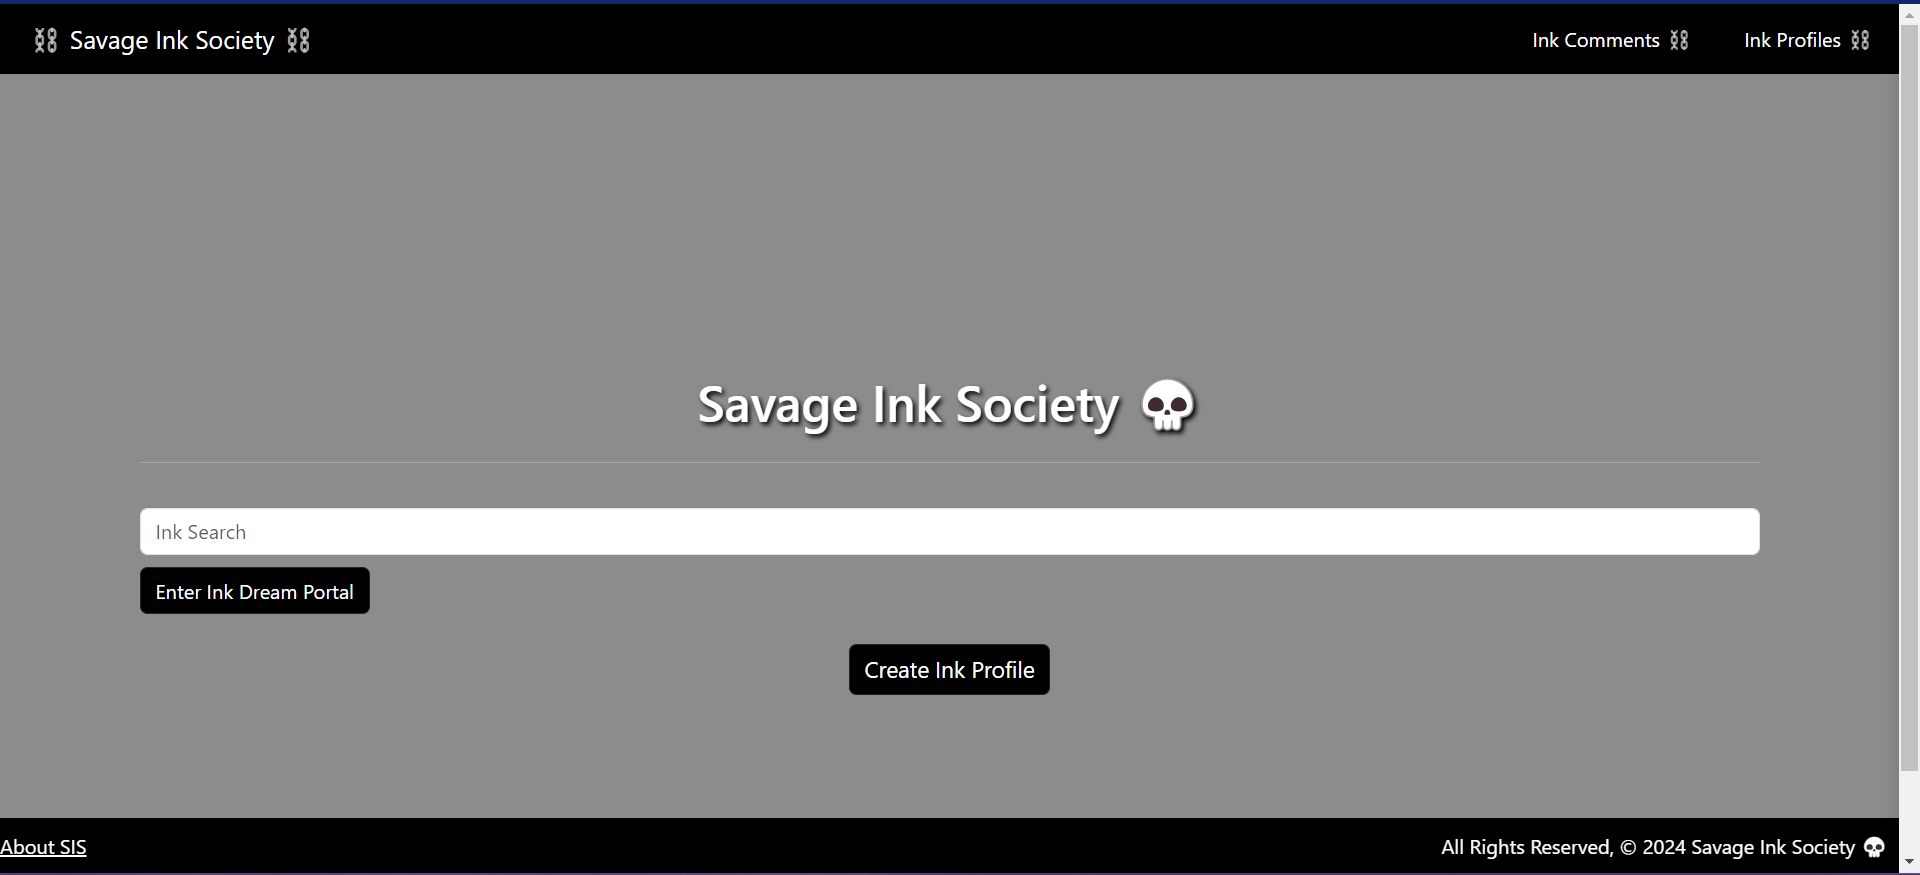 ⛓ Savage Ink Society ⛓
Ink Comments ⛓
Ink Profiles ⛓
Savage Ink Society 💀
Ink Search
Enter Ink Dream Portal
Create Ink Profile
About SIS
All Rights Reserved, © 2024 Savage Ink Society 💀